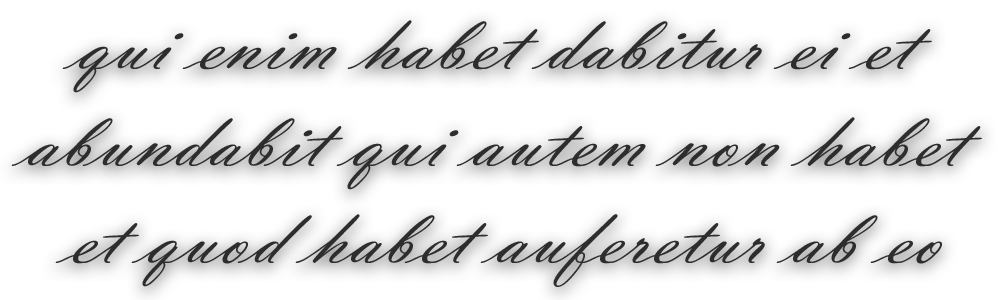 qui enim habet dabitur ei et
abundabit qui autem non habet
et quod habet auferetur ab eo